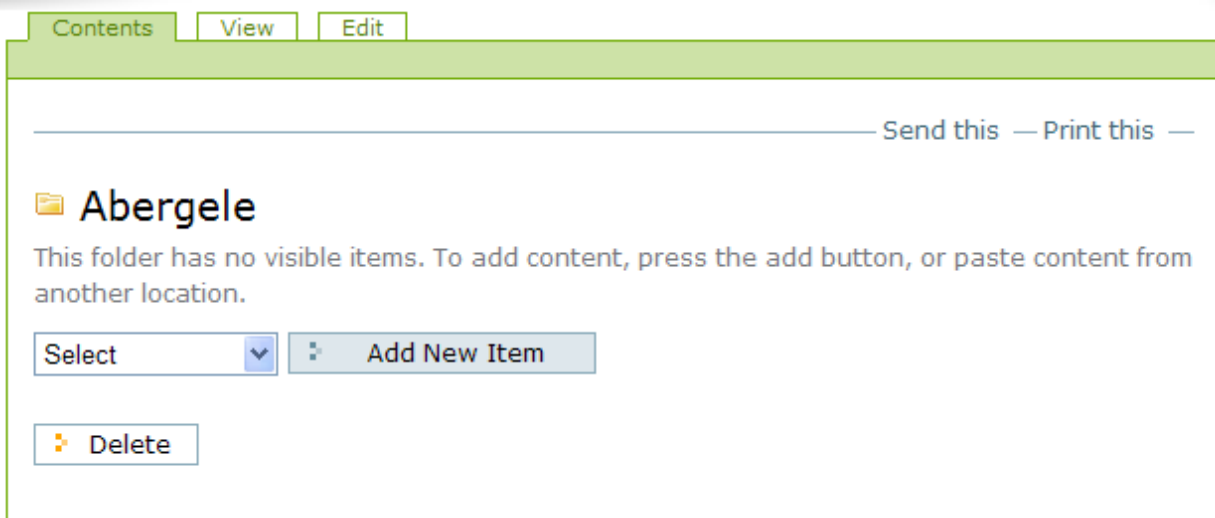 Contents View Edit
Send this — Print this —
Abergele
This folder has no visible items. To add content, press the add button, or paste content from
another location.
Select Add New Item
Delete